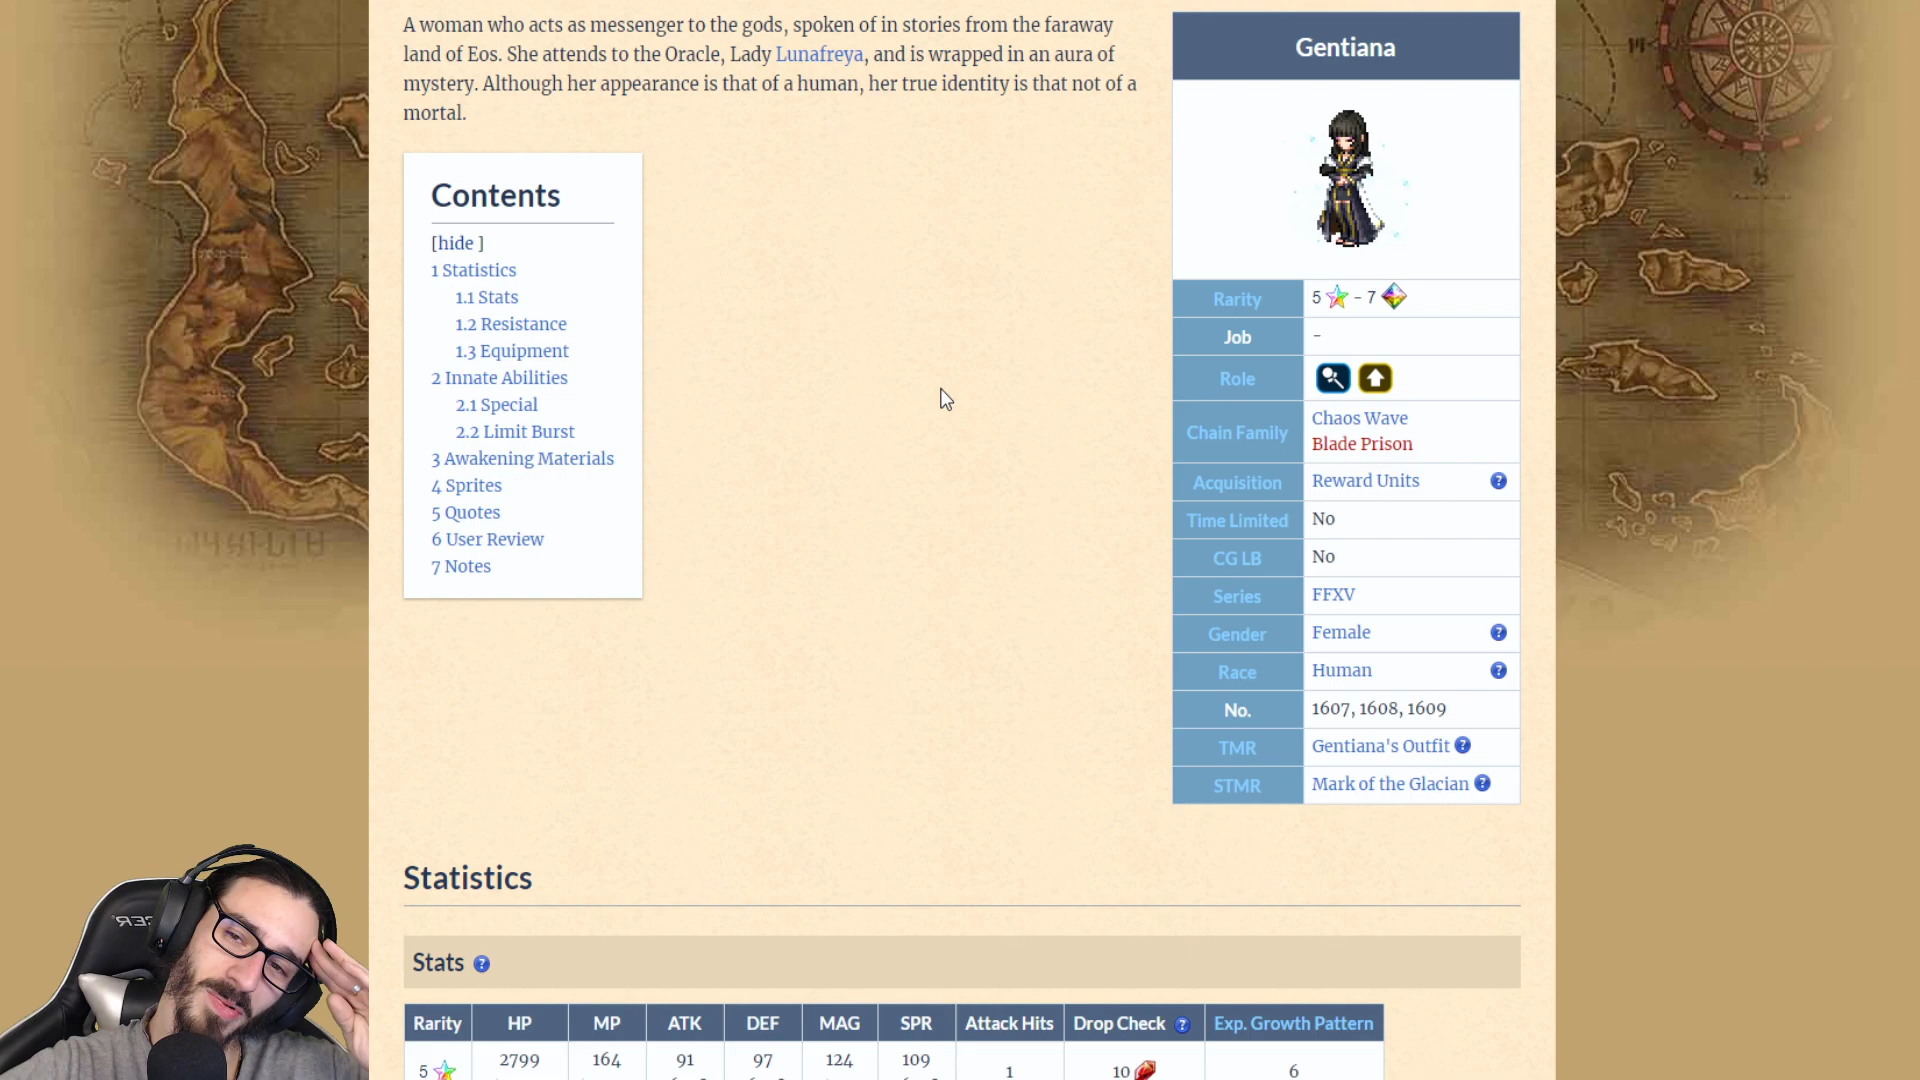 A woman who acts as messenger to the gods, spoken of in stories from the faraway
land of Eos. She attends to the Oracle, Lady Lunafreya, and is wrapped in an aura of
mystery. Although her appearance is that of a human, her true identity is that not of a
mortal.
Contents
[hide ]
1 Statistics
1.1 Stats
1.2 Resistance
1.3 Equipment
2 Innate Abilities
2.1 Special
2.2 Limit Burst
3 Awakening Materials
4 Sprites
5 Quotes
6 User Review
7 Notes
Gentiana
Rarity 5 - 7
Job -
Role
Chain Family Chaos Wave
Blade Prison
Acquisition Reward Units ?
Time Limited No
CG LB No
Series FFXV
Gender Female ?
Race Human ?
No. 1607, 1608, 1609
TMR Gentiana's Outfit ?
STMR Mark of the Glacian ?
Statistics
Stats ?
Rarity HP MP ATK DEF MAG SPR Attack Hits Drop Check ? Exp. Growth Pattern
5 2799 164 91 97 124 109 1 10 6